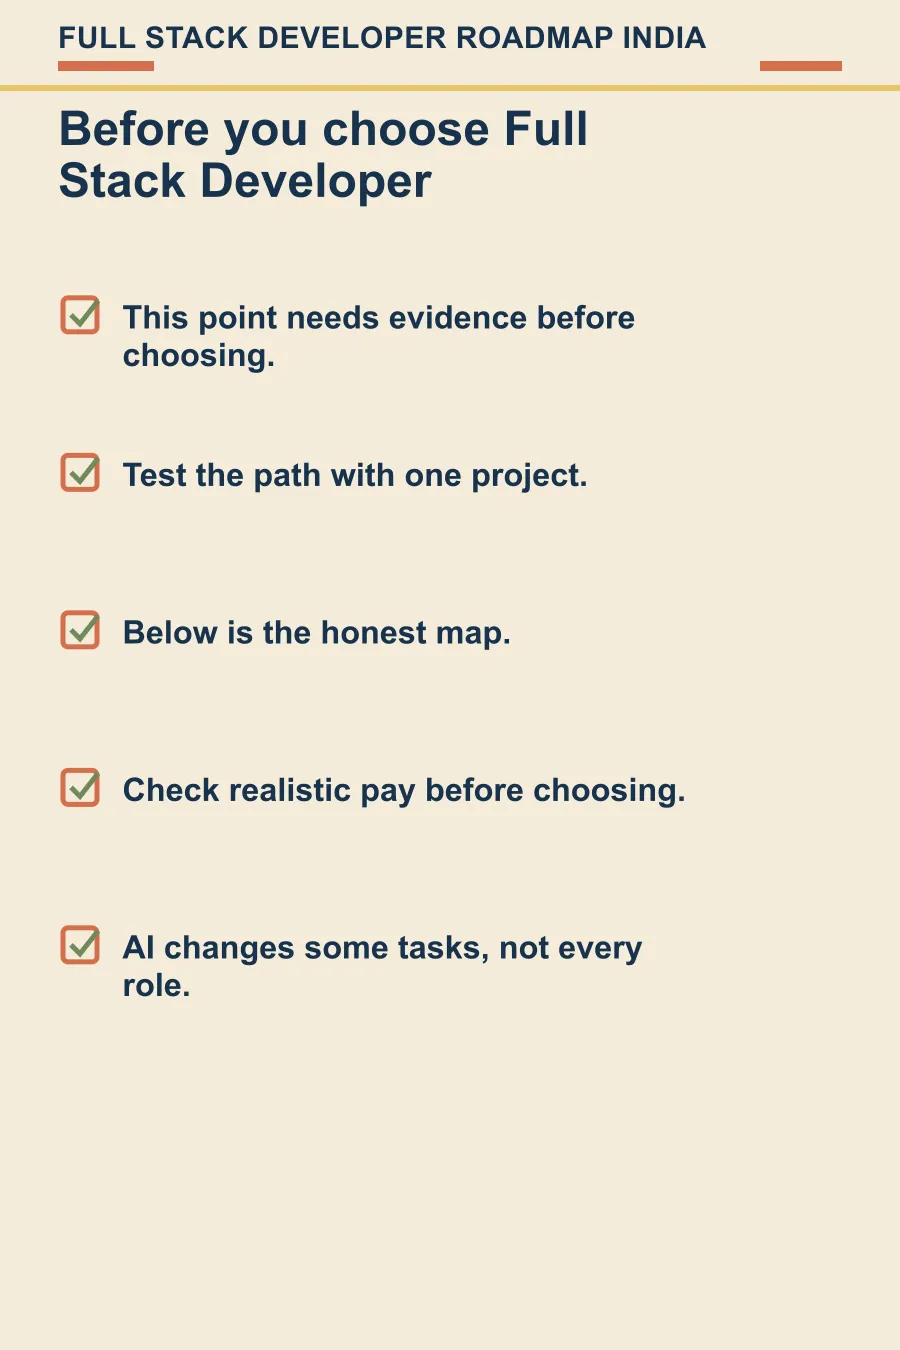 FULL STACK DEVELOPER ROADMAP INDIA
Before you choose Full
Stack Developer
This point needs evidence before
choosing.
Test the path with one project.
Below is the honest map.
Check realistic pay before choosing.
AI changes some tasks, not every
role.